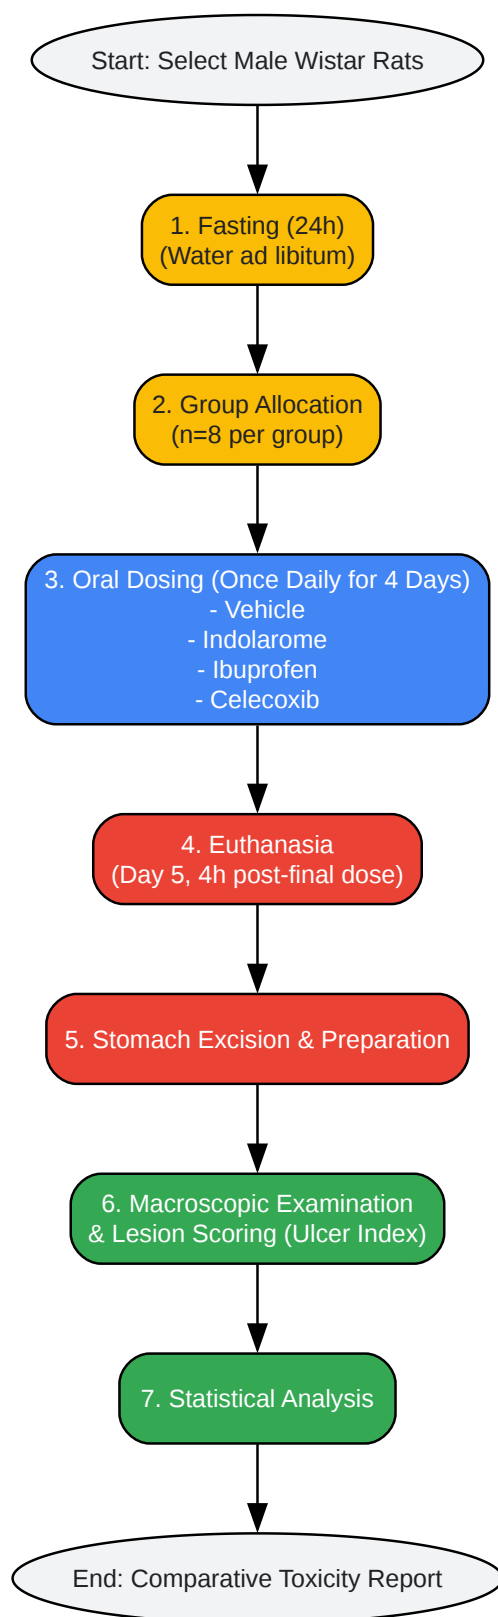 Start: Select Male Wistar Rats
1. Fasting (24h)
(Water ad libitum)
2. Group Allocation
(n=8 per group)
3. Oral Dosing (Once Daily for 4 Days)
- Vehicle
- Indolarome
- Ibuprofen
- Celecoxib
4. Euthanasia
(Day 5, 4h post-final dose)
5. Stomach Excision & Preparation
6. Macroscopic Examination
& Lesion Scoring (Ulcer Index)
7. Statistical Analysis
End: Comparative Toxicity Report